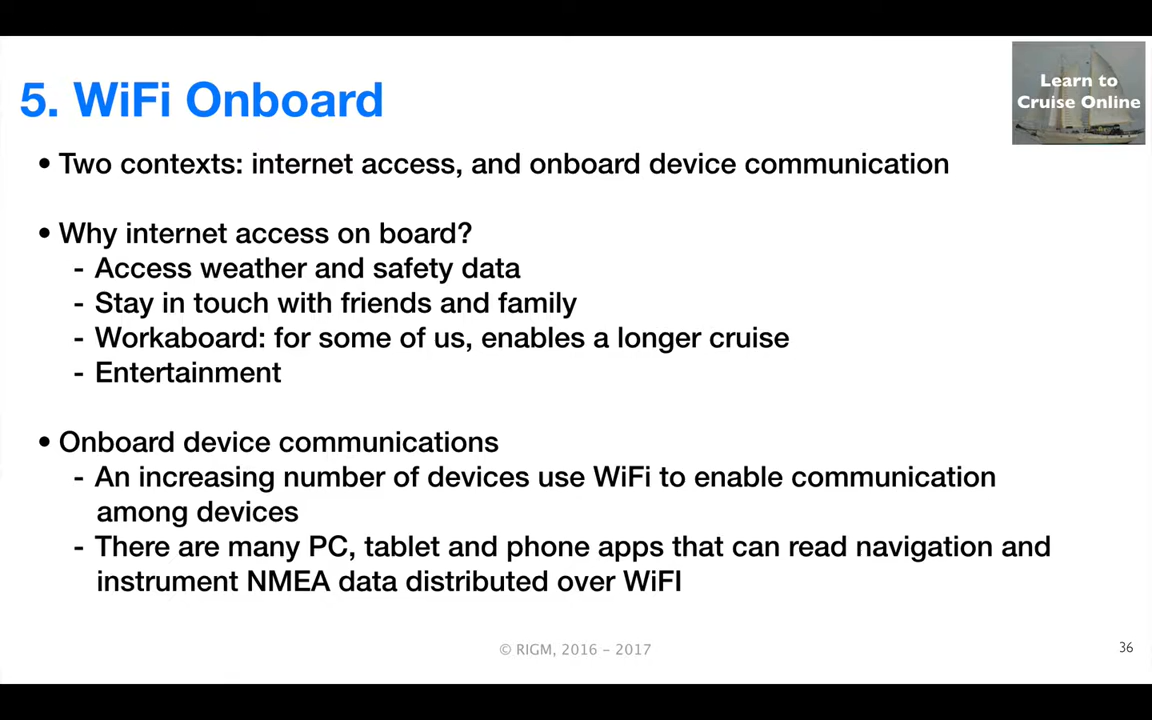 Learn to
Cruise Online
5. WiFi Onboard
• Two contexts: internet access, and onboard device communication
• Why internet access on board?
- Access weather and safety data
- Stay in touch with friends and family
- Workaboard: for some of us, enables a longer cruise
- Entertainment
• Onboard device communications
- An increasing number of devices use WiFi to enable communication
among devices
- There are many PC, tablet and phone apps that can read navigation and
instrument NMEA data distributed over WiFI
© RIGM, 2016 – 2017
36